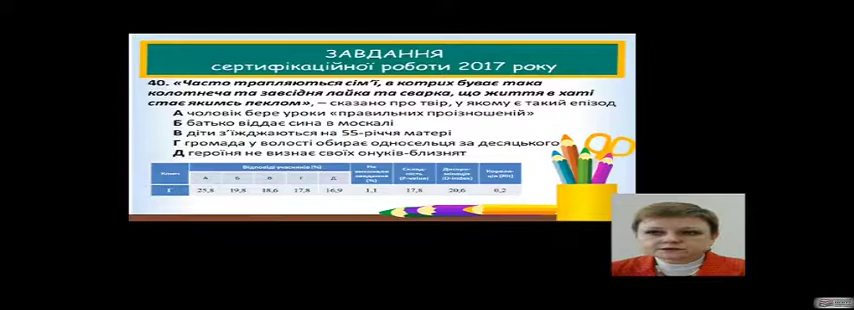 ЗАВДАННЯ
сертифікаційної роботи 2017 року
40. «Часто трапляються сім'ї, в котрих буває така
колотнеча та завсідня лайка та сварка, що життя в хаті
стає якимсь пеклом», – сказано про твір, у якому є такий епізод
А чоловік бере уроки «правильних проізношеній»
Б батько віддає сина в москалі
В діти з'їжджаються на 55-річчя матері
Г громада у волості обирає односельця за десяцького
Д героїня не визнає своїх онуків-близнят
Ключ Відповіді учасників (%) Не виконали завдання (%)
А Б В Г Д
Г 25,8 19,8 18,6 17,8 16,9 1,1 17,8 20,6 0,2